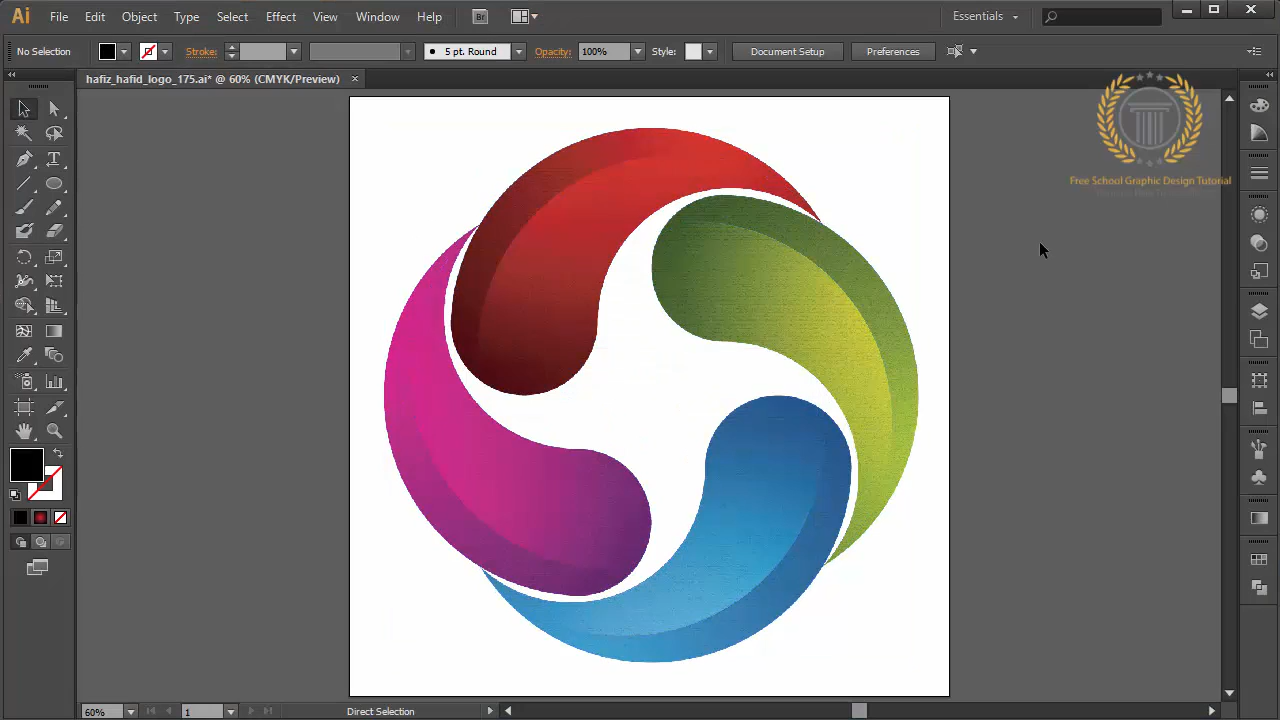 Ai File Edit Object Type Select Effect View Window Help Br Essentials
No Selection Stroke: 5 pt. Round Opacity: 100% Style: Document Setup Preferences
hafiz_hafid_logo_175.ai* @ 60% (CMYK/Preview)
Free School Graphic Design Tutorial
T
60% 1 Direct Selection